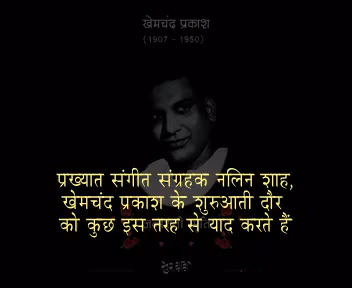 खेमचंद प्रकाश
(1907 - 1950)
प्रख्यात संगीत संग्रहक नलिन शाह,
खेमचंद प्रकाश के शुरुआती दौर
को कुछ इस तरह से याद करते हैं